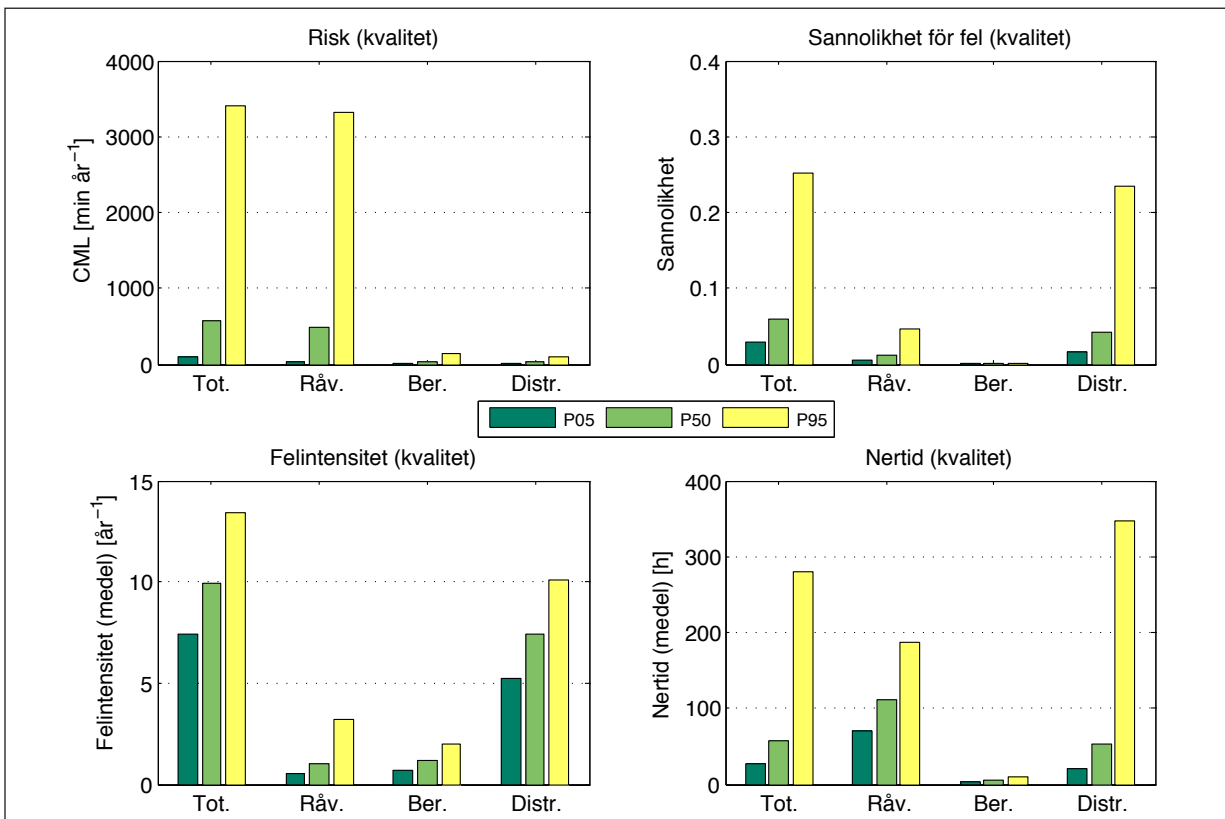 Risk (kvalitet)
CML [min år⁻¹]
4000
3000
2000
1000
0
Tot. Råv. Ber. Distr.
Sannolikhet för fel (kvalitet)
Sannolikhet
0.4
0.3
0.2
0.1
0
Tot. Råv. Ber. Distr.
P05 P50 P95
Felintensitet (kvalitet)
Felintensitet (medel) [år⁻¹]
15
10
5
0
Tot. Råv. Ber. Distr.
Nertid (kvalitet)
Nertid (medel) [h]
400
300
200
100
0
Tot. Råv. Ber. Distr.